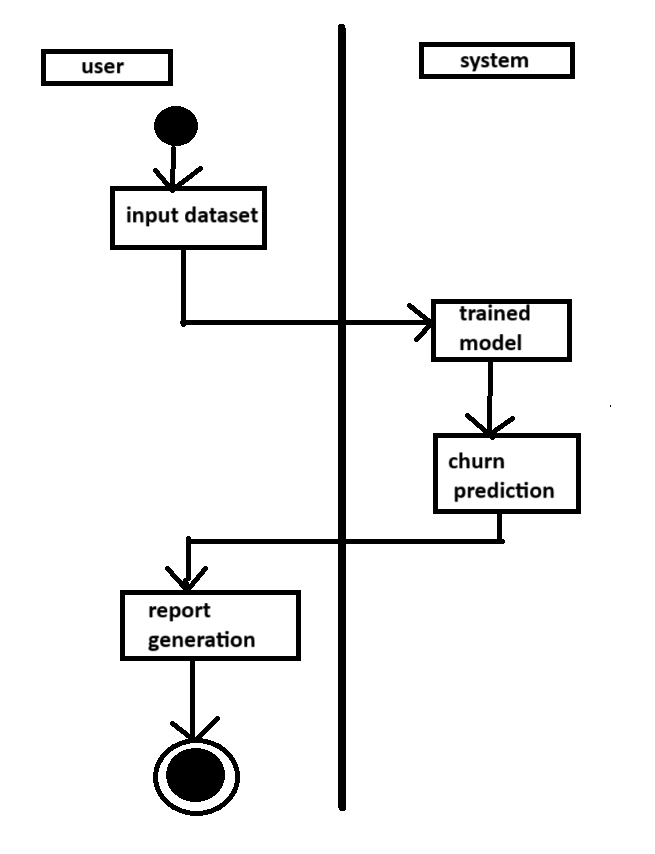 user
system
input dataset
trained
model
churn
prediction
report
generation